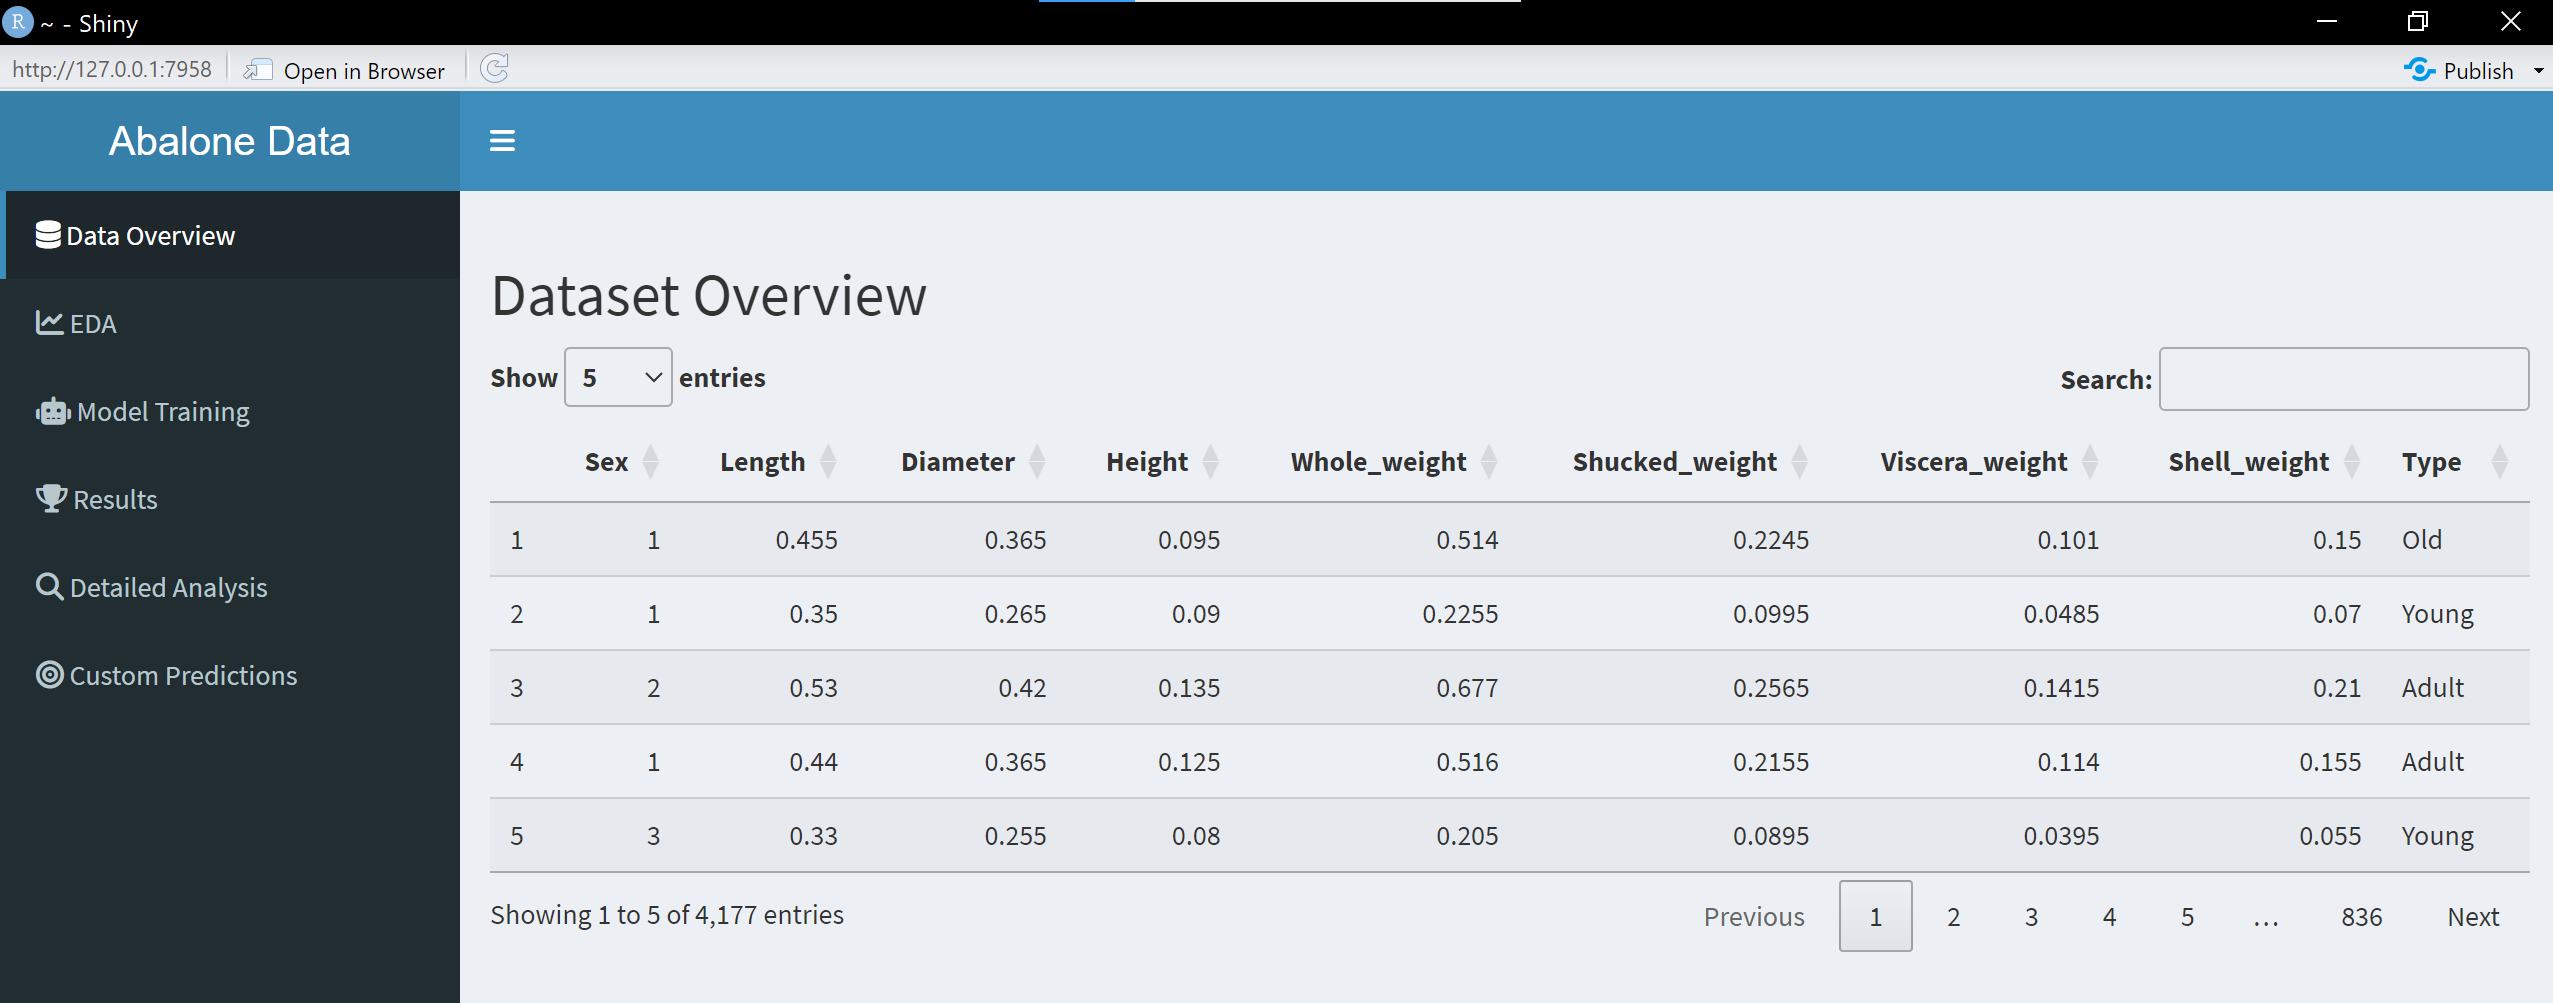 R ~ - Shiny
http://127.0.0.1:7958 Open in Browser Publish
Abalone Data
Data Overview
EDA
Model Training
Results
Detailed Analysis
Custom Predictions
Dataset Overview
Show 5 entries Search:
Sex Length Diameter Height Whole_weight Shucked_weight Viscera_weight Shell_weight Type
1 1 0.455 0.365 0.095 0.514 0.2245 0.101 0.15 Old
2 1 0.35 0.265 0.09 0.2255 0.0995 0.0485 0.07 Young
3 2 0.53 0.42 0.135 0.677 0.2565 0.1415 0.21 Adult
4 1 0.44 0.365 0.125 0.516 0.2155 0.114 0.155 Adult
5 3 0.33 0.255 0.08 0.205 0.0895 0.0395 0.055 Young
Showing 1 to 5 of 4,177 entries Previous 1 2 3 4 5 … 836 Next